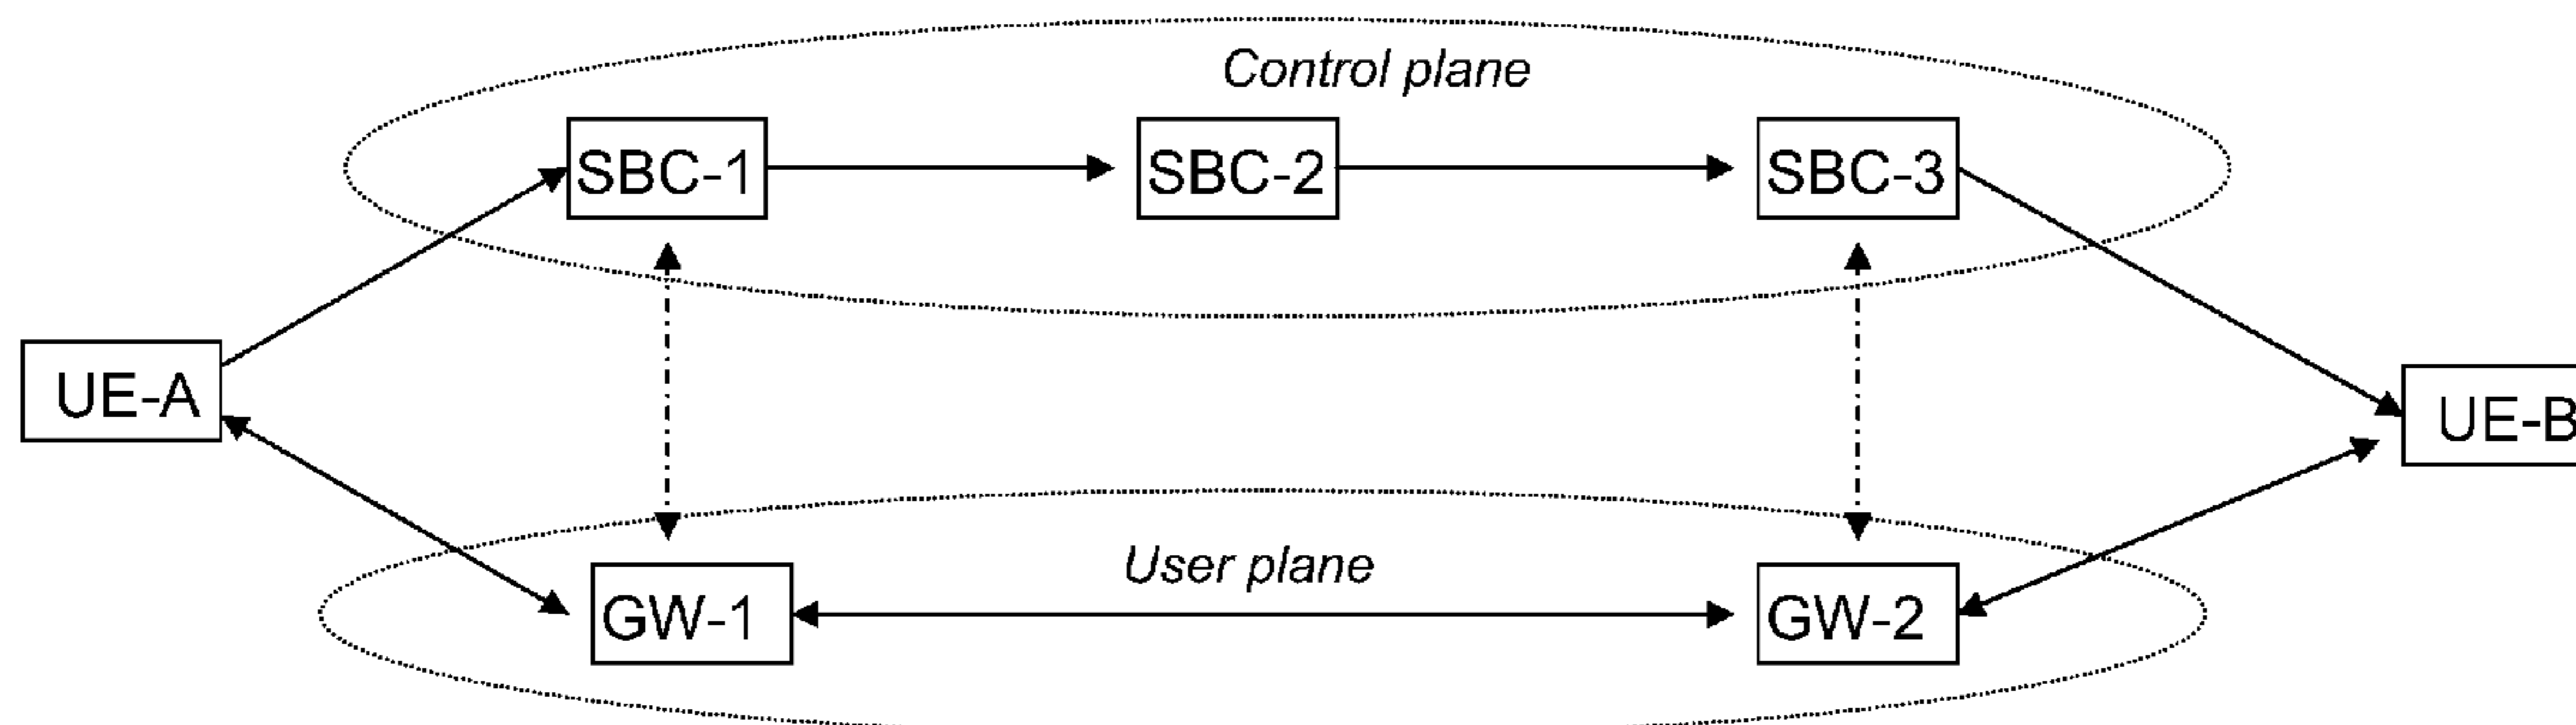 Control plane
SBC-1
SBC-2
SBC-3
UE-A
UE-B
User plane
GW-1
GW-2